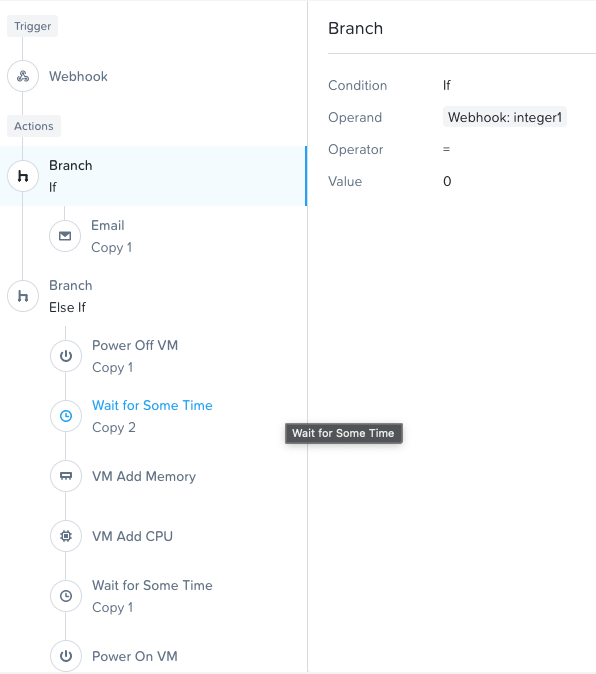 Trigger
Webhook
Actions
Branch
If
Email
Copy 1
Branch
Else If
Power Off VM
Copy 1
Wait for Some Time
Copy 2
VM Add Memory
VM Add CPU
Wait for Some Time
Copy 1
Power On VM
Branch
Condition If
Operand Webhook: integer1
Operator =
Value 0
Wait for Some Time